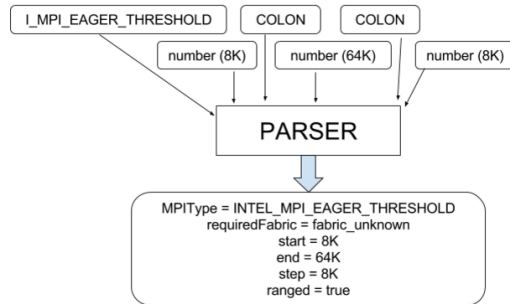 I_MPI_EAGER_THRESHOLD
COLON
COLON
number (8K)
number (64K)
number (8K)
PARSER
MPIType = INTEL_MPI_EAGER_THRESHOLD
requiredFabric = fabric_unknown
start = 8K
end = 64K
step = 8K
ranged = true